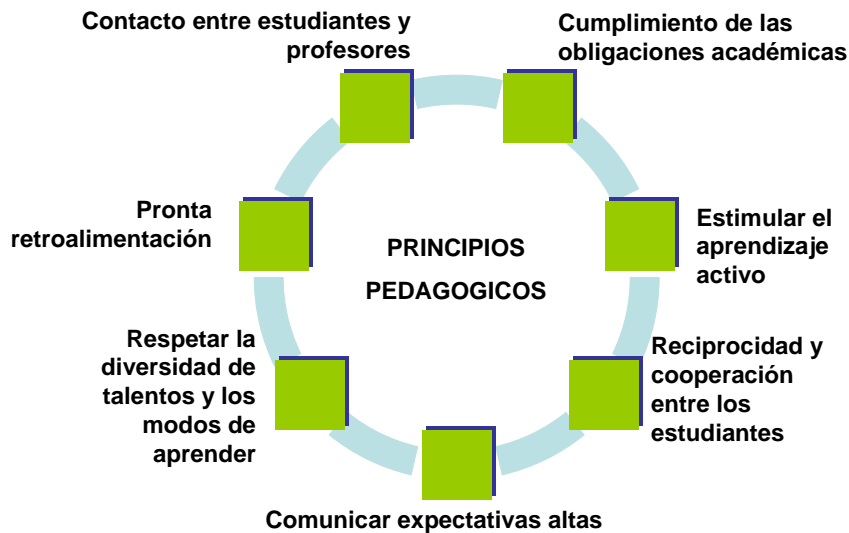 Contacto entre estudiantes y
profesores
Cumplimiento de las
obligaciones académicas
Pronta
retroalimentación
Estimular el
aprendizaje
activo
PRINCIPIOS
PEDAGOGICOS
Respetar la
diversidad de
talentos y los
modos de
aprender
Reciprocidad y
cooperación
entre los
estudiantes
Comunicar expectativas altas